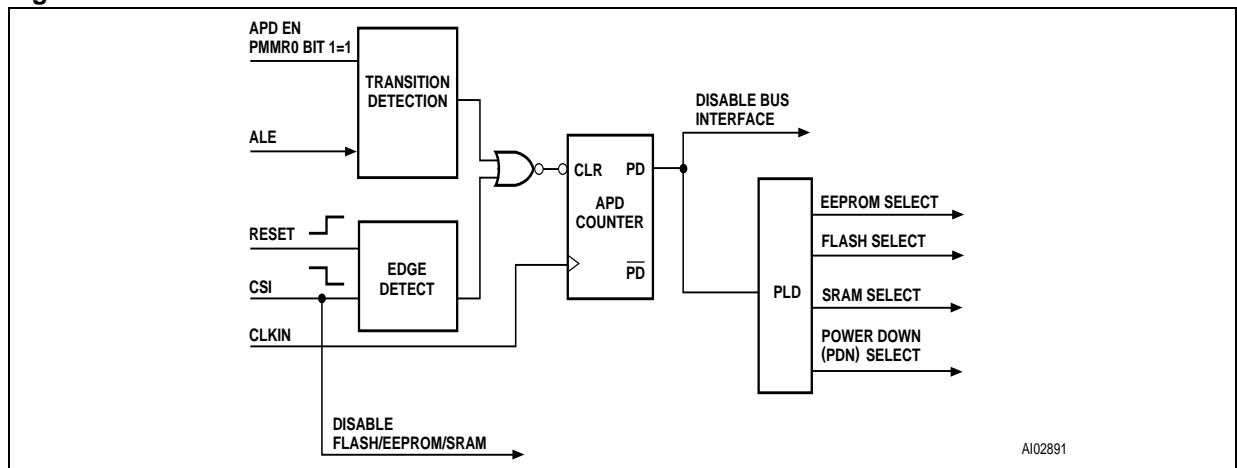 APD EN
PMMR0 BIT 1=1
TRANSITION
DETECTION
ALE
DISABLE BUS
INTERFACE
CLR
PD
APD
COUNTER
PD
RESET
EDGE
DETECT
CSI
CLKIN
PLD
EEPROM SELECT
FLASH SELECT
SRAM SELECT
POWER DOWN
(PDN) SELECT
DISABLE
FLASH/EEPROM/SRAM
AI02891